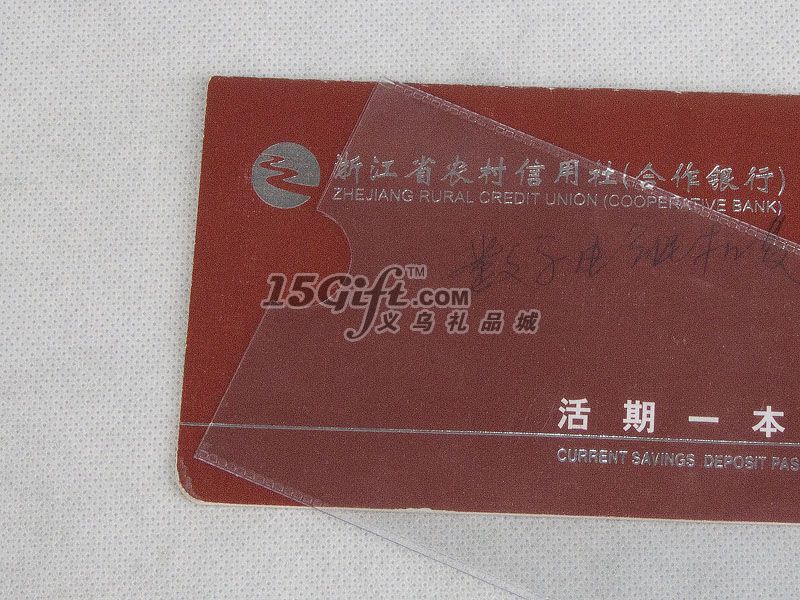 浙江省农村信用社(合作银行)
ZHEJIANG RURAL CREDIT UNION (COOPERATIVE BANK)
15Gift.com™
义乌礼品城
活期一本
CURRENT SAVINGS DEPOSIT PAS